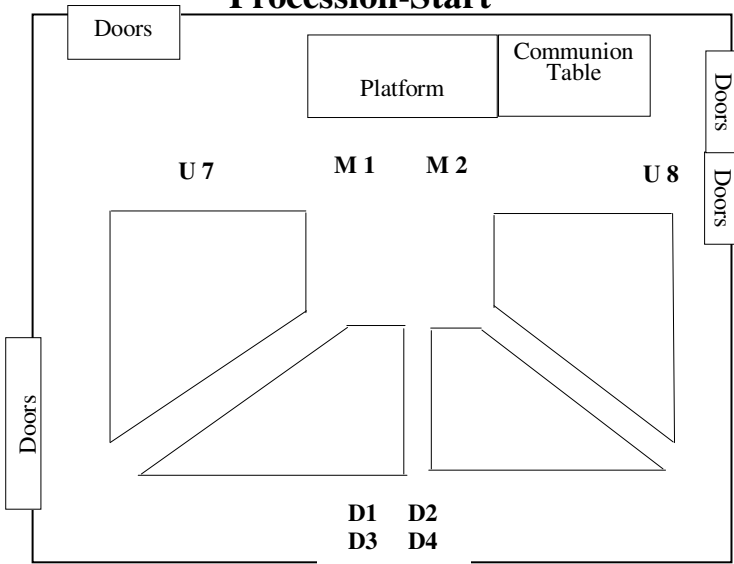 Procession-Start
Doors
Communion
Table
Platform
Doors
Doors
U 7 M 1 M 2 U 8
Doors
D1 D2
D3 D4